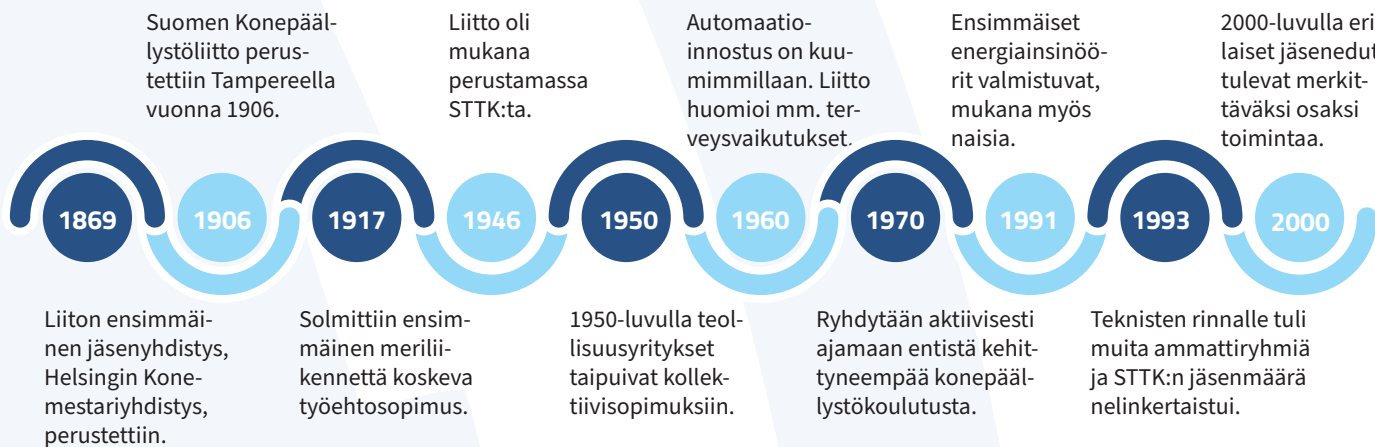 Suomen Konepääl-
lystöliitto perus-
tettiin Tampereella
vuonna 1906.
Liitto oli
mukana
perustamassa
STTK:ta.
Automaatio-
innostus on kuu-
mimmillaan. Liitto
huomioi mm. ter-
veysvaikutukset.
Ensimmäiset
energiainsinöö-
rit valmistuvat,
mukana myös
naisia.
2000-luvulla eri
laiset jäsenedut
tulevat merkit-
täväksi osaksi
toimintaa.
1869
1906
1917
1946
1950
1960
1970
1991
1993
2000
Liiton ensimmäi-
nen jäsenyhdistys,
Helsingin Kone-
mestariyhdistys,
perustettiin.
Solmittiin ensim-
mäinen merilii-
kennettä koskeva
työehtosopimus.
1950-luvulla teol-
lisuusyritykset
taipuivat kollek-
tiivisopimuksiin.
Ryhdytään aktiivisesti
ajamaan entistä kehit-
tyneempää konepääl-
lystökoulutusta.
Teknisten rinnalle tuli
muita ammattiryhmiä
ja STTK:n jäsenmäärä
nelinkertaistui.